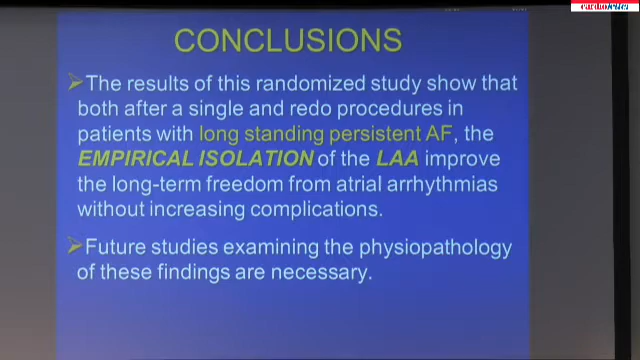 cardioletter
CONCLUSIONS
The results of this randomized study show that
both after a single and redo procedures in
patients with long standing persistent AF, the
EMPIRICAL ISOLATION of the LAA improve
the long-term freedom from atrial arrhythmias
without increasing complications.
Future studies examining the physiopathology
of these findings are necessary.